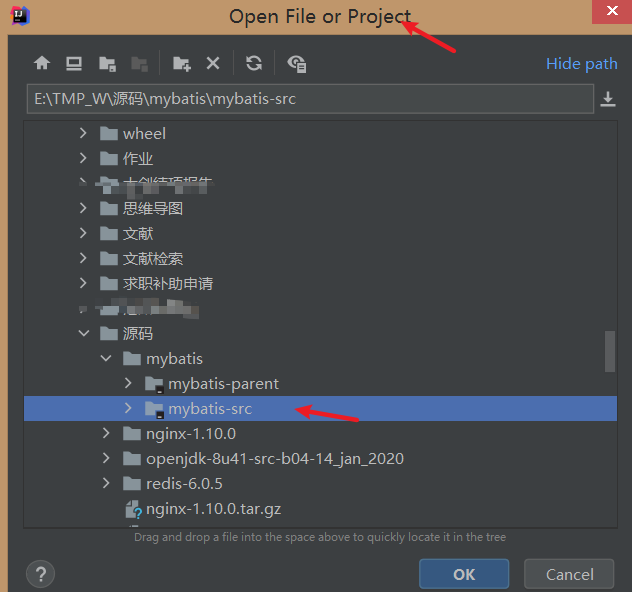 Open File or Project
Hide path
E:\TMP_W\源码\mybatis\mybatis-src
wheel
作业
思维导图
文献
文献检索
求职补助申请
源码
mybatis
mybatis-parent
mybatis-src
nginx-1.10.0
openjdk-8u41-src-b04-14_jan_2020
redis-6.0.5
nginx-1.10.0.tar.gz
Drag and drop a file into the space above to quickly locate it in the tree
?
OK
Cancel